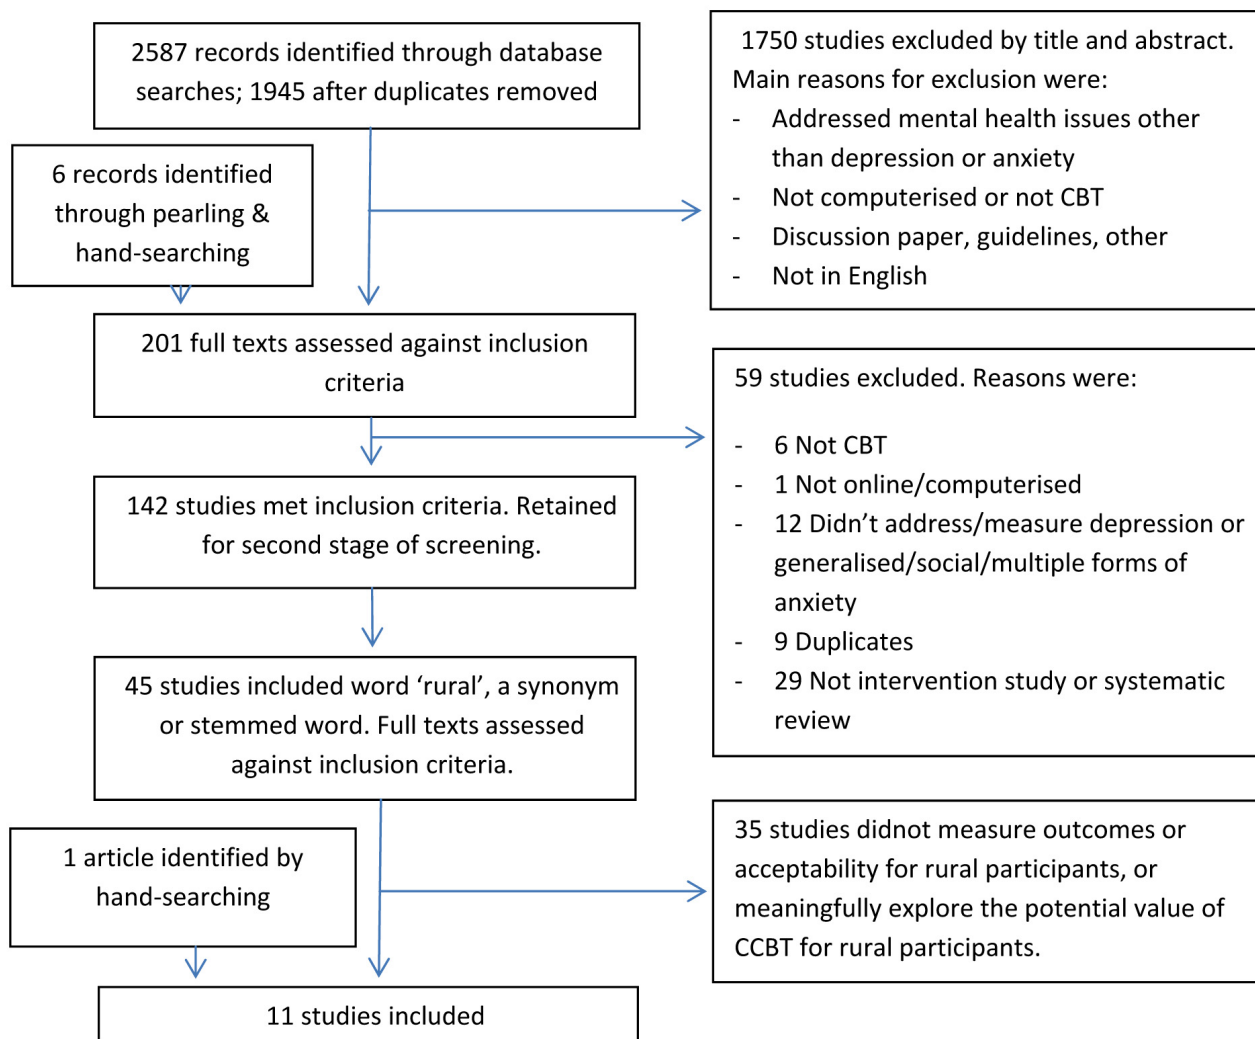 2587 records identified through database
searches; 1945 after duplicates removed
1750 studies excluded by title and abstract.
Main reasons for exclusion were:
- Addressed mental health issues other
than depression or anxiety
- Not computerised or not CBT
- Discussion paper, guidelines, other
- Not in English
6 records identified
through pearling &
hand-searching
201 full texts assessed against inclusion
criteria
59 studies excluded. Reasons were:
- 6 Not CBT
- 1 Not online/computerised
- 12 Didn’t address/measure depression or
generalised/social/multiple forms of
anxiety
- 9 Duplicates
- 29 Not intervention study or systematic
review
142 studies met inclusion criteria. Retained
for second stage of screening.
45 studies included word ‘rural’, a synonym
or stemmed word. Full texts assessed
against inclusion criteria.
1 article identified by
hand-searching
35 studies didnot measure outcomes or
acceptability for rural participants, or
meaningfully explore the potential value of
CCBT for rural participants.
11 studies included